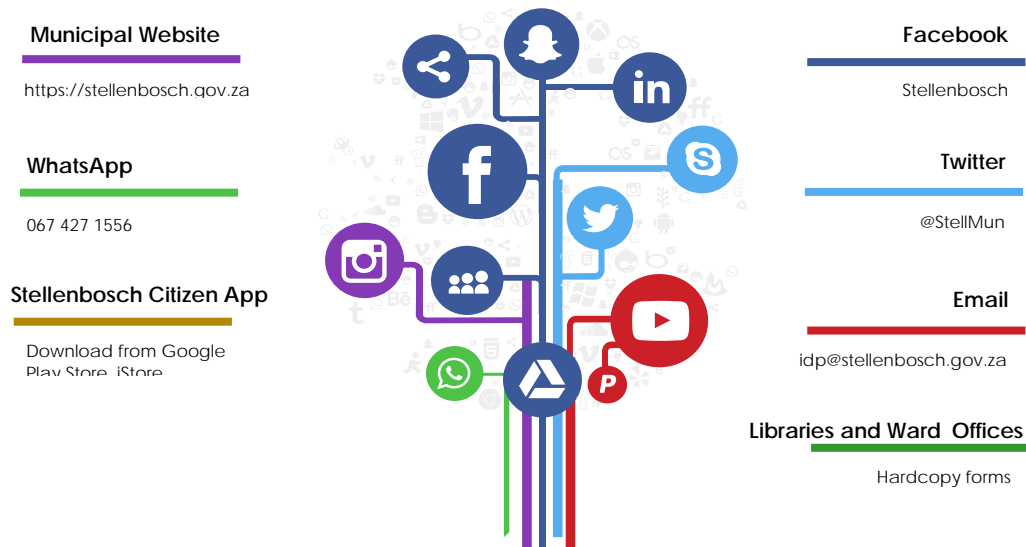 Municipal Website
https://stellenbosch.gov.za
WhatsApp
067 427 1556
Stellenbosch Citizen App
Download from Google
Play Store, iStore
Facebook
Stellenbosch
Twitter
@StellMun
Email
idp@stellenbosch.gov.za
Libraries and Ward Offices
Hardcopy forms